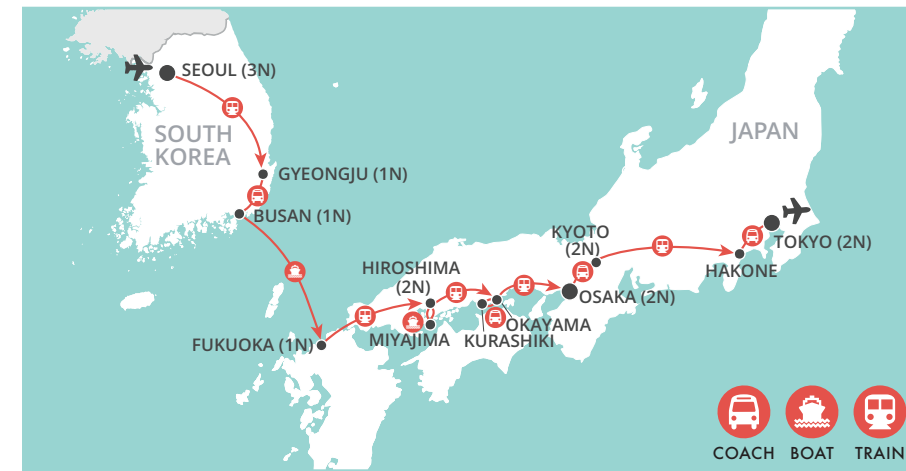 SEOUL (3N)
SOUTH
KOREA
GYEONGJU (1N)
BUSAN (1N)
FUKUOKA (1N)
HIROSHIMA
(2N)
MIYAJIMA
KURASHIKI
OKAYAMA
OSAKA (2N)
KYOTO
(2N)
JAPAN
HAKONE
TOKYO (2N)
COACH BOAT TRAIN